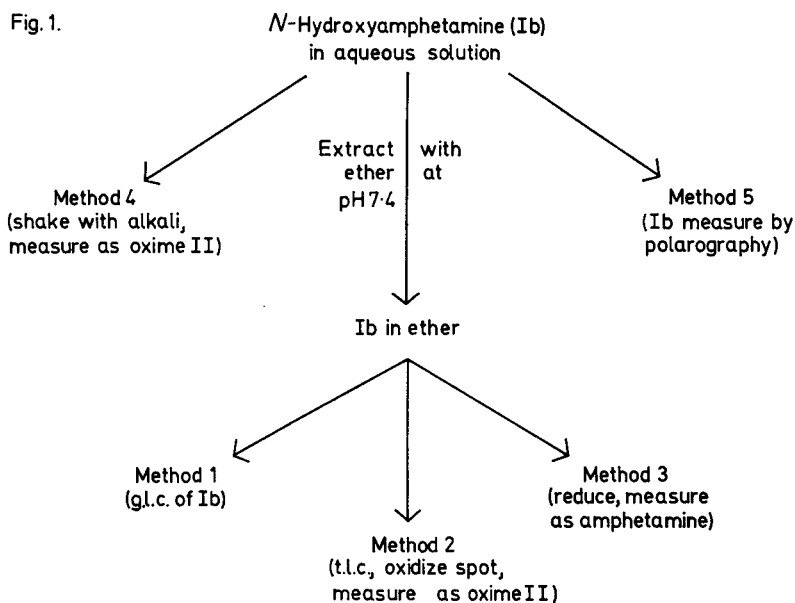 Fig. 1.
N-Hydroxyamphetamine (Ib)
in aqueous solution
Extract with
ether at
pH 7·4
Method 4
(shake with alkali,
measure as oxime II)
Method 5
(Ib measure by
polarography)
Ib in ether
Method 1
(g.l.c. of Ib)
Method 3
(reduce, measure
as amphetamine)
Method 2
(t.l.c., oxidize spot,
measure as oxime II)